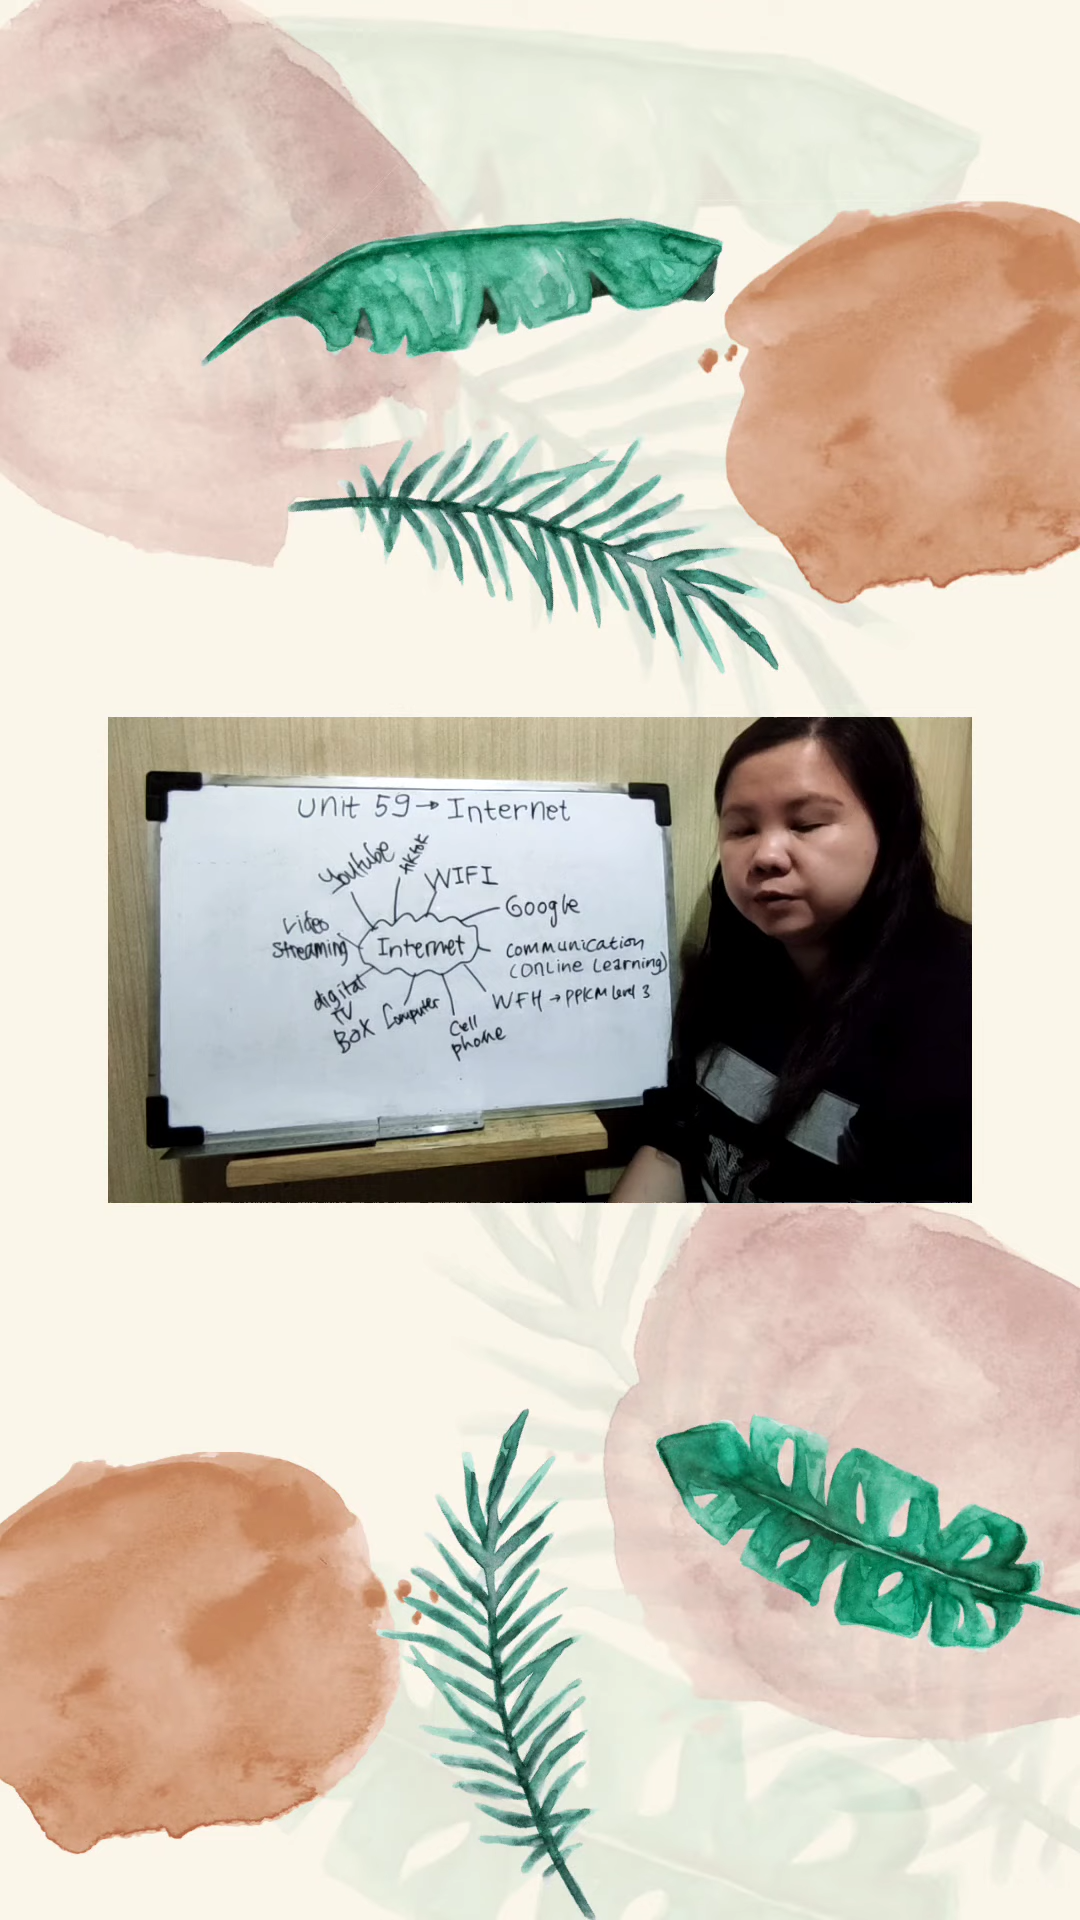 Unit 59 → Internet
Youtube
tiktok
WIFI
Google
Video
Streaming
Internet
communication
(Online Learning)
digital
TV
BOX
Computer
Cell
phone
WFH → PPKM Level 3